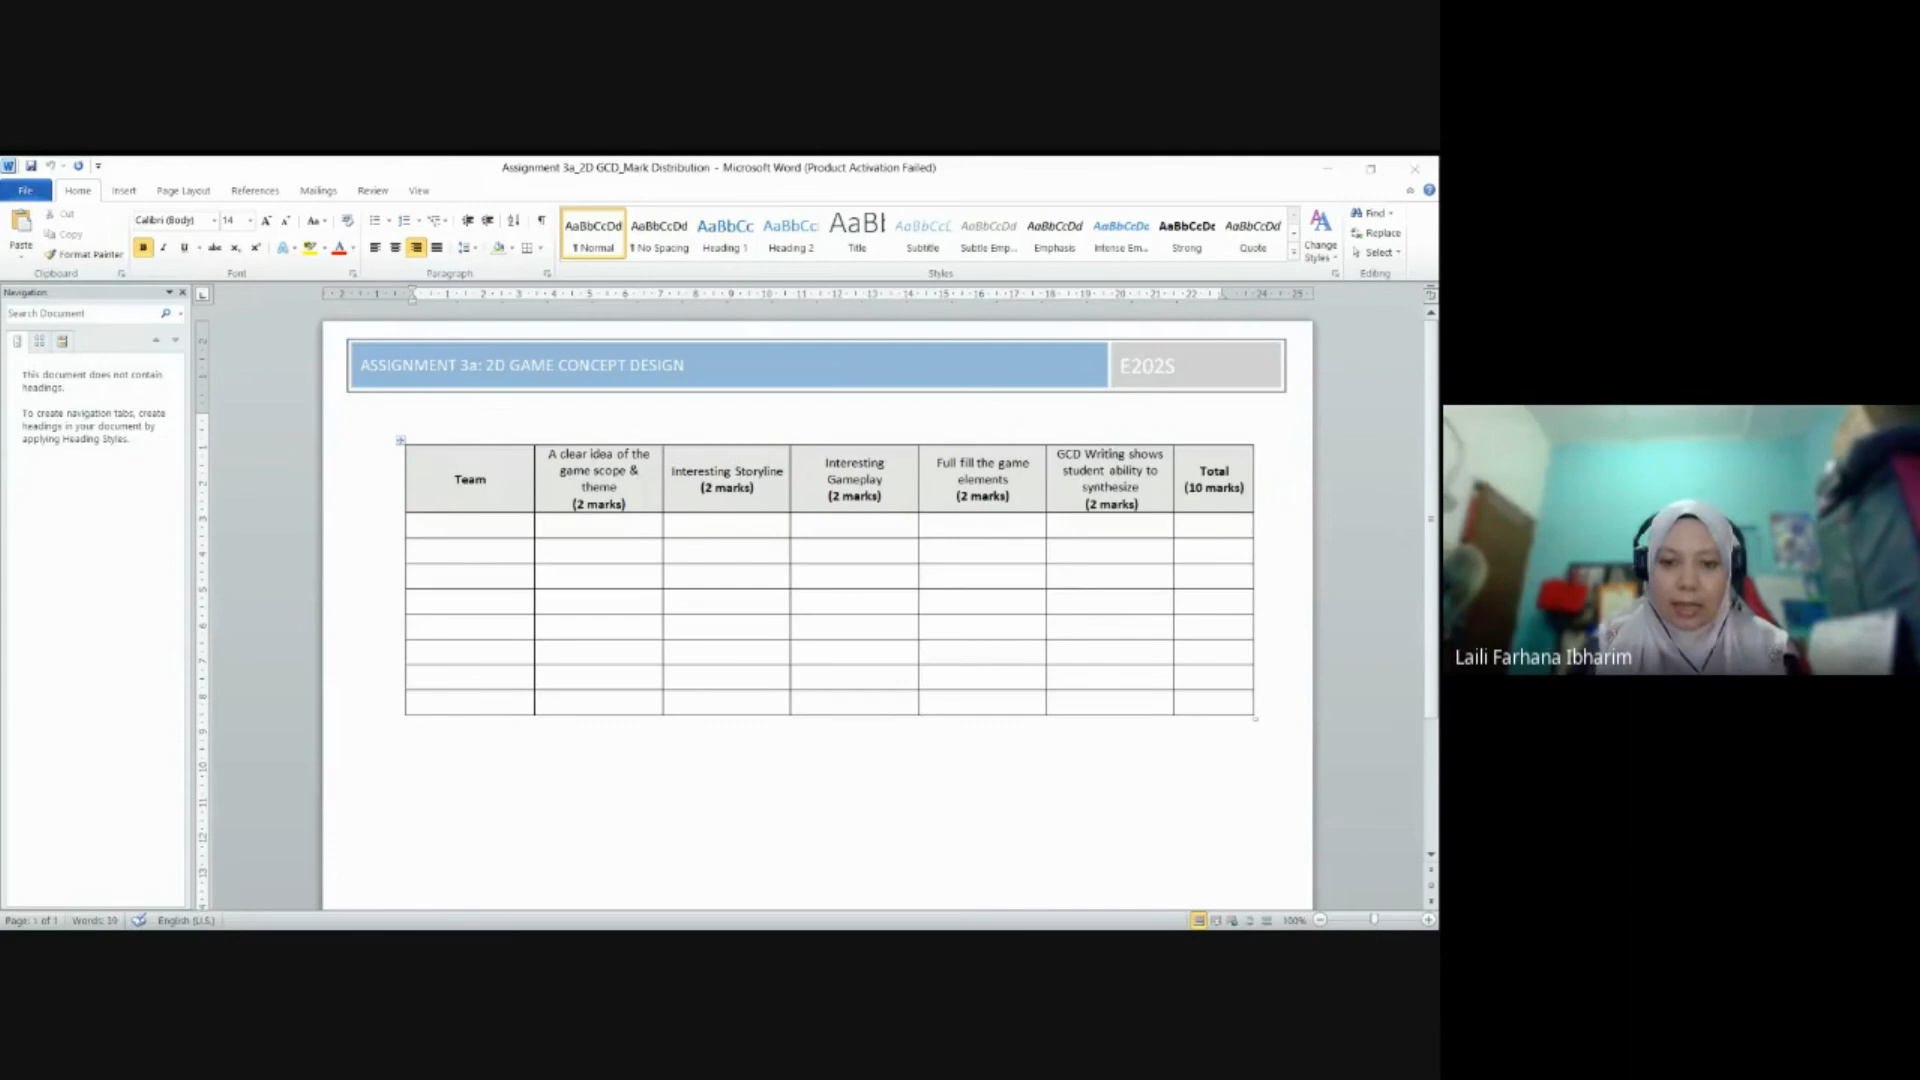 Assignment 3a_2D GCD_Mark Distribution - Microsoft Word (Product Activation Failed)
File Home Insert Page Layout References Mailings Review View
Cut
Copy
Format Painter
Paste
Clipboard
Calibri (Body) 14
Font
Paragraph
AaBbCcDd AaBbCcDd AaBbCc AaBbCc AaBl AaBbCcD AaBbCcDd AaBbCcDd AaBbCcDc AaBbCcDc AaBbCcDd
¶ Normal ¶ No Spacing Heading 1 Heading 2 Title Subtitle Subtle Emp... Emphasis Intense Em... Strong Quote
Styles
Change Styles
Find
Replace
Select
Editing
Navigation
Search Document
This document does not contain
headings.
To create navigation tabs, create
headings in your document by
applying Heading Styles.
ASSIGNMENT 3a: 2D GAME CONCEPT DESIGN E202S
Team
A clear idea of the
game scope &
theme
(2 marks)
Interesting Storyline
(2 marks)
Interesting
Gameplay
(2 marks)
Full fill the game
elements
(2 marks)
GCD Writing shows
student ability to
synthesize
(2 marks)
Total
(10 marks)
Page: 1 of 1 Words: 39 English (U.S.) 100%
Laili Farhana Ibharim